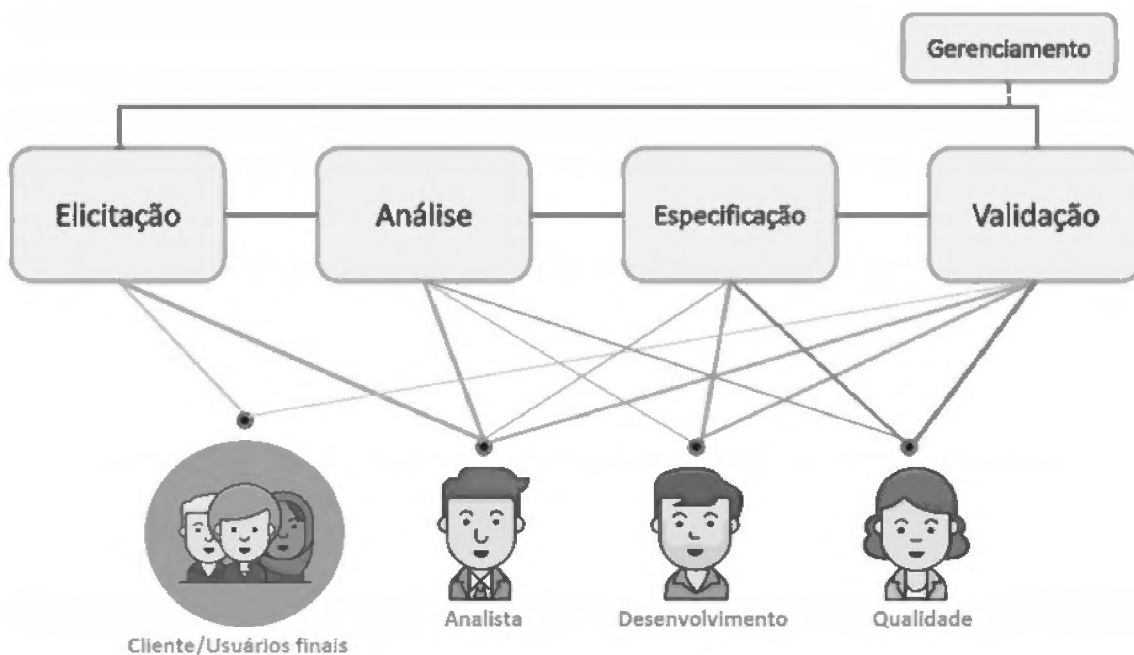 Gerenciamento
Elicitação
Análise
Especificação
Validação
Cliente/Usuários finais
Analista
Desenvolvimento
Qualidade